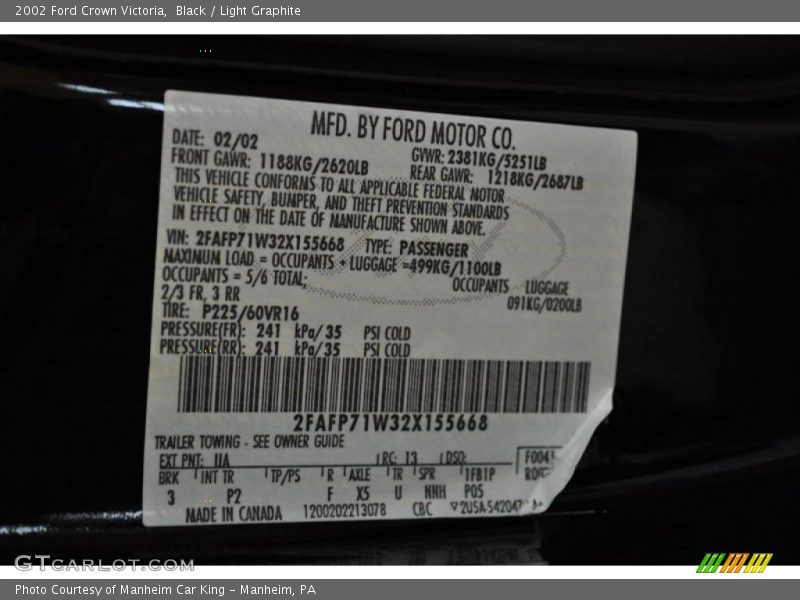 2002 Ford Crown Victoria, Black / Light Graphite
MFD. BY FORD MOTOR CO.
DATE: 02/02
GVWR: 2381KG/5251LB
FRONT GAWR: 1188KG/2620LB
REAR GAWR: 1218KG/2687LB
THIS VEHICLE CONFORMS TO ALL APPLICABLE FEDERAL MOTOR
VEHICLE SAFETY, BUMPER, AND THEFT PREVENTION STANDARDS
IN EFFECT ON THE DATE OF MANUFACTURE SHOWN ABOVE.
VIN: 2FAFP71W32X155668 TYPE: PASSENGER
MAXIMUM LOAD = OCCUPANTS + LUGGAGE =499KG/1100LB
OCCUPANTS = 5/6 TOTAL; OCCUPANTS LUGGAGE
2/3 FR, 3 RR 091KG/0200LB
TIRE: P225/60VR16
PRESSURE(FR): 241 kPa/35 PSI COLD
PRESSURE(RR): 241 kPa/35 PSI COLD
2FAFP71W32X155668
TRAILER TOWING - SEE OWNER GUIDE
EXT PNT: UA RC: 13 DSO: F004
BRK INT TR TP/PS R AXLE TR SPR 1FB1P
3 P2 F X5 U NNH P05
MADE IN CANADA 1200202213078 CBC
GTCarLot.com
Photo Courtesy of Manheim Car King – Manheim, PA